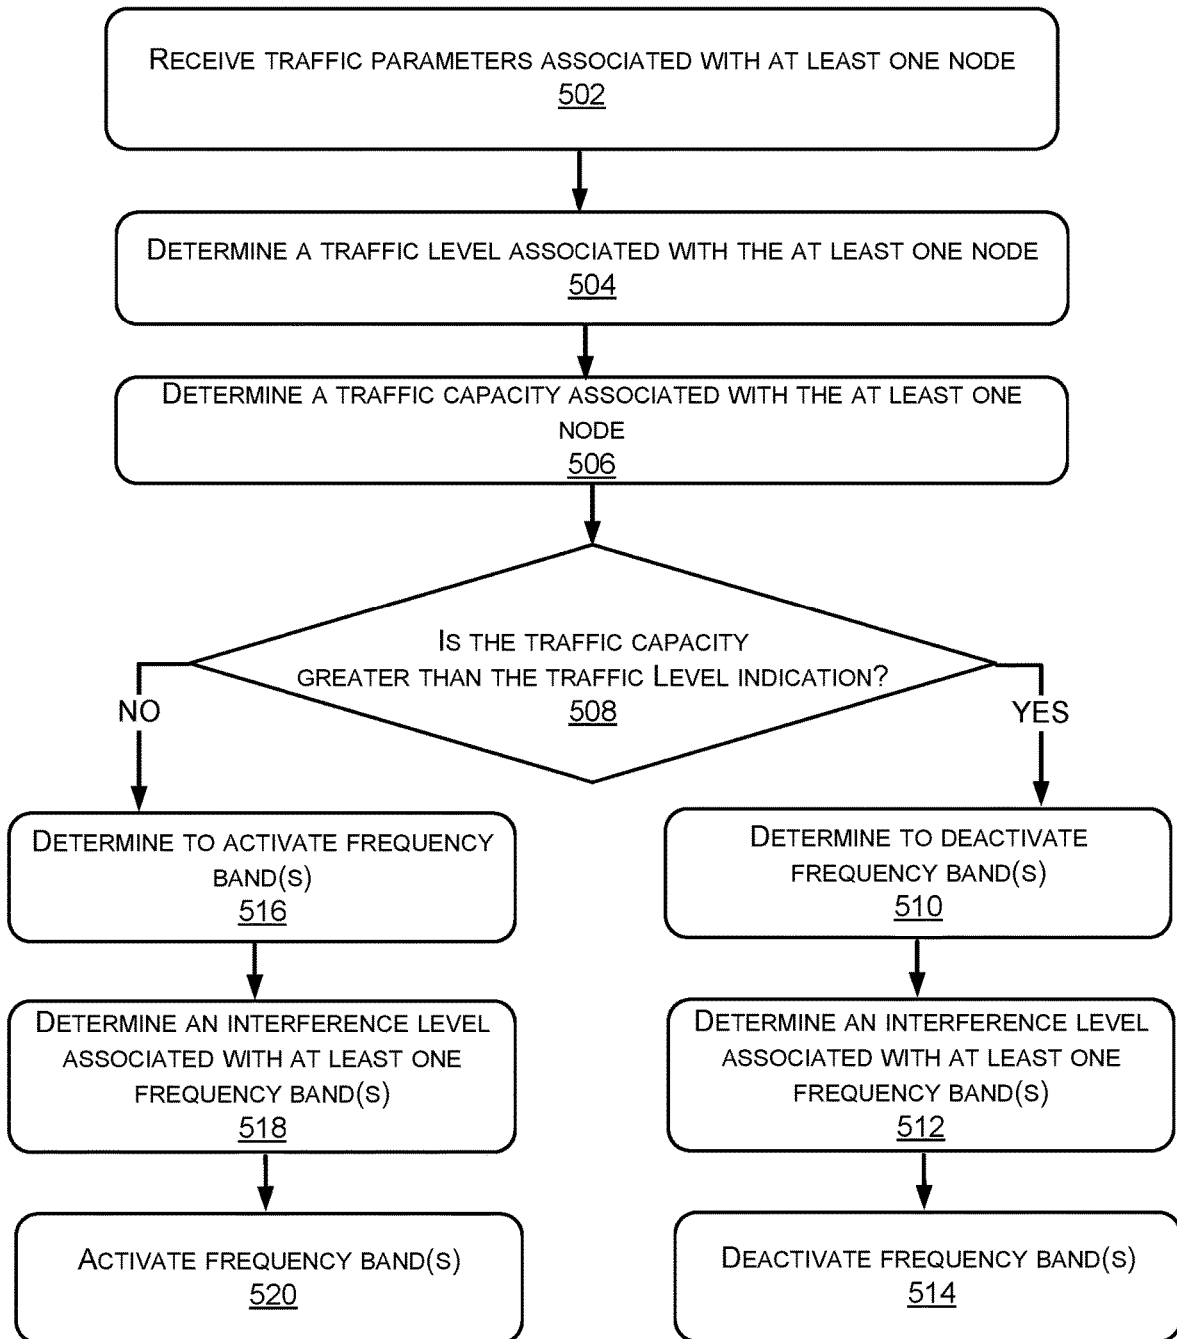 RECEIVE TRAFFIC PARAMETERS ASSOCIATED WITH AT LEAST ONE NODE
502
DETERMINE A TRAFFIC LEVEL ASSOCIATED WITH THE AT LEAST ONE NODE
504
DETERMINE A TRAFFIC CAPACITY ASSOCIATED WITH THE AT LEAST ONE
NODE
506
IS THE TRAFFIC CAPACITY
GREATER THAN THE TRAFFIC LEVEL INDICATION?
508
NO
YES
DETERMINE TO ACTIVATE FREQUENCY
BAND(S)
516
DETERMINE TO DEACTIVATE
FREQUENCY BAND(S)
510
DETERMINE AN INTERFERENCE LEVEL
ASSOCIATED WITH AT LEAST ONE
FREQUENCY BAND(S)
518
DETERMINE AN INTERFERENCE LEVEL
ASSOCIATED WITH AT LEAST ONE
FREQUENCY BAND(S)
512
ACTIVATE FREQUENCY BAND(S)
520
DEACTIVATE FREQUENCY BAND(S)
514